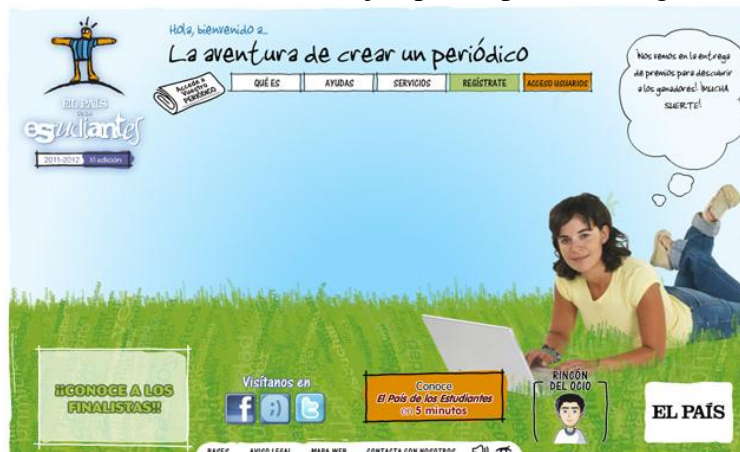 Hola, bienvenido a...
La aventura de crear un periódico
Accede a
Vuestro
PERIÓDICO
QUÉ ES
AYUDAS
SERVICIOS
REGÍSTRATE
ACCESO USUARIOS
EL PAÍS
de los
estudiantes
2011-2012 XI edición
Nos vemos en la entrega
de premios para descubrir
a los ganadores! ¡MUCHA
SUERTE!
¡¡CONOCE A LOS
FINALISTAS!!
Visítanos en
Conoce
El País de los Estudiantes
en 5 minutos
RINCÓN
DEL OCIO
EL PAÍS
BASES
AVISO LEGAL
MAPA WEB
CONTACTA CON NOSOTROS